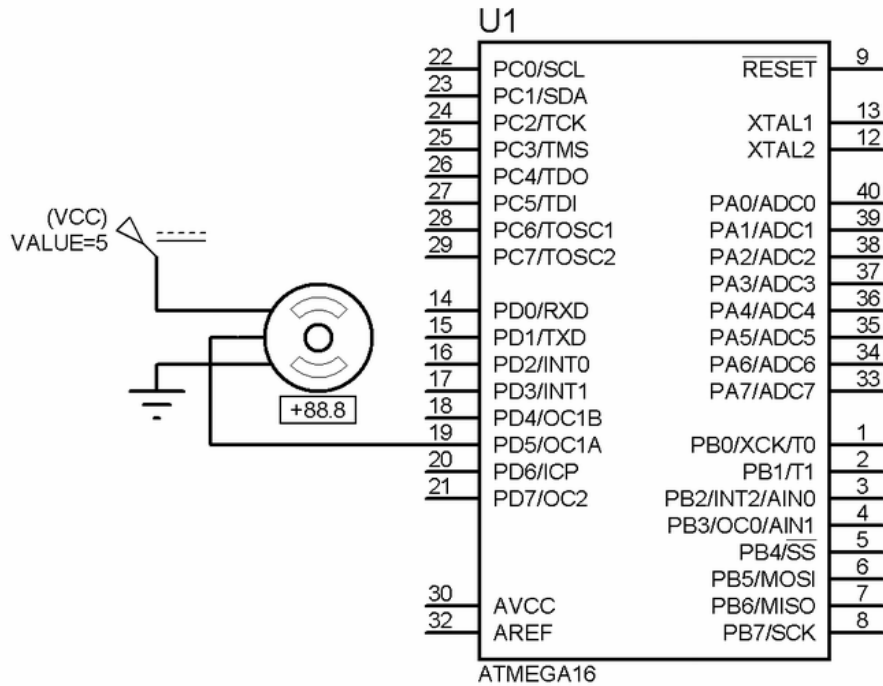 U1
22 PC0/SCL
23 PC1/SDA
24 PC2/TCK
25 PC3/TMS
26 PC4/TDO
27 PC5/TDI
28 PC6/TOSC1
29 PC7/TOSC2
14 PD0/RXD
15 PD1/TXD
16 PD2/INT0
17 PD3/INT1
18 PD4/OC1B
19 PD5/OC1A
20 PD6/ICP
21 PD7/OC2
30 AVCC
32 AREF
RESET 9
XTAL1 13
XTAL2 12
PA0/ADC0 40
PA1/ADC1 39
PA2/ADC2 38
PA3/ADC3 37
PA4/ADC4 36
PA5/ADC5 35
PA6/ADC6 34
PA7/ADC7 33
PB0/XCK/T0 1
PB1/T1 2
PB2/INT2/AIN0 3
PB3/OC0/AIN1 4
PB4/SS 5
PB5/MOSI 6
PB6/MISO 7
PB7/SCK 8
ATMEGA16
(VCC)
VALUE=5
+88.8